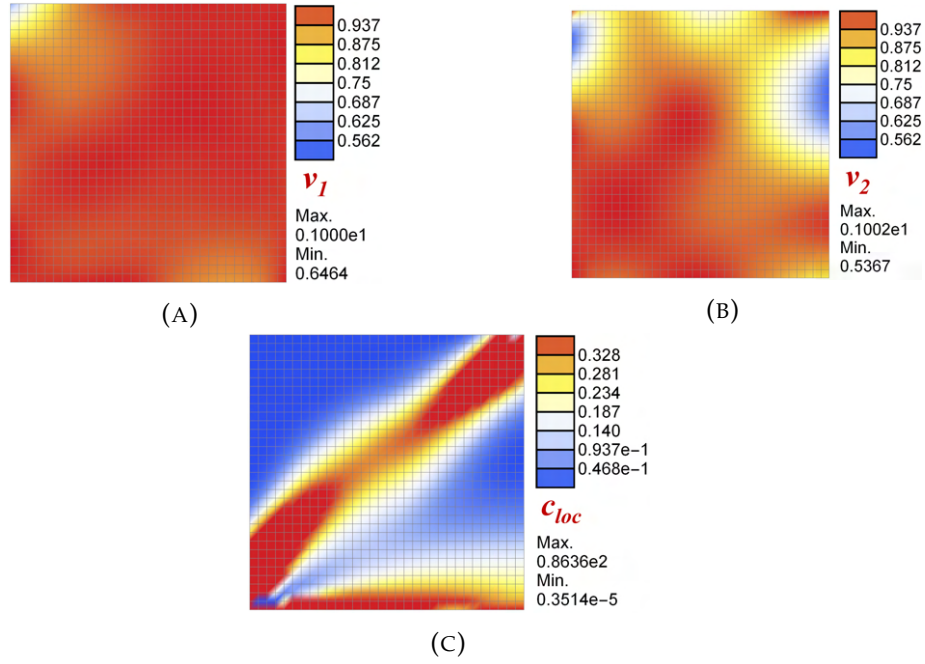 0.937
0.875
0.812
0.75
0.687
0.625
0.562
v1
Max.
0.1000e1
Min.
0.6464
(A)
0.937
0.875
0.812
0.75
0.687
0.625
0.562
v2
Max.
0.1002e1
Min.
0.5367
(B)
0.328
0.281
0.234
0.187
0.140
0.937e-1
0.468e-1
cloc
Max.
0.8636e2
Min.
0.3514e-5
(C)